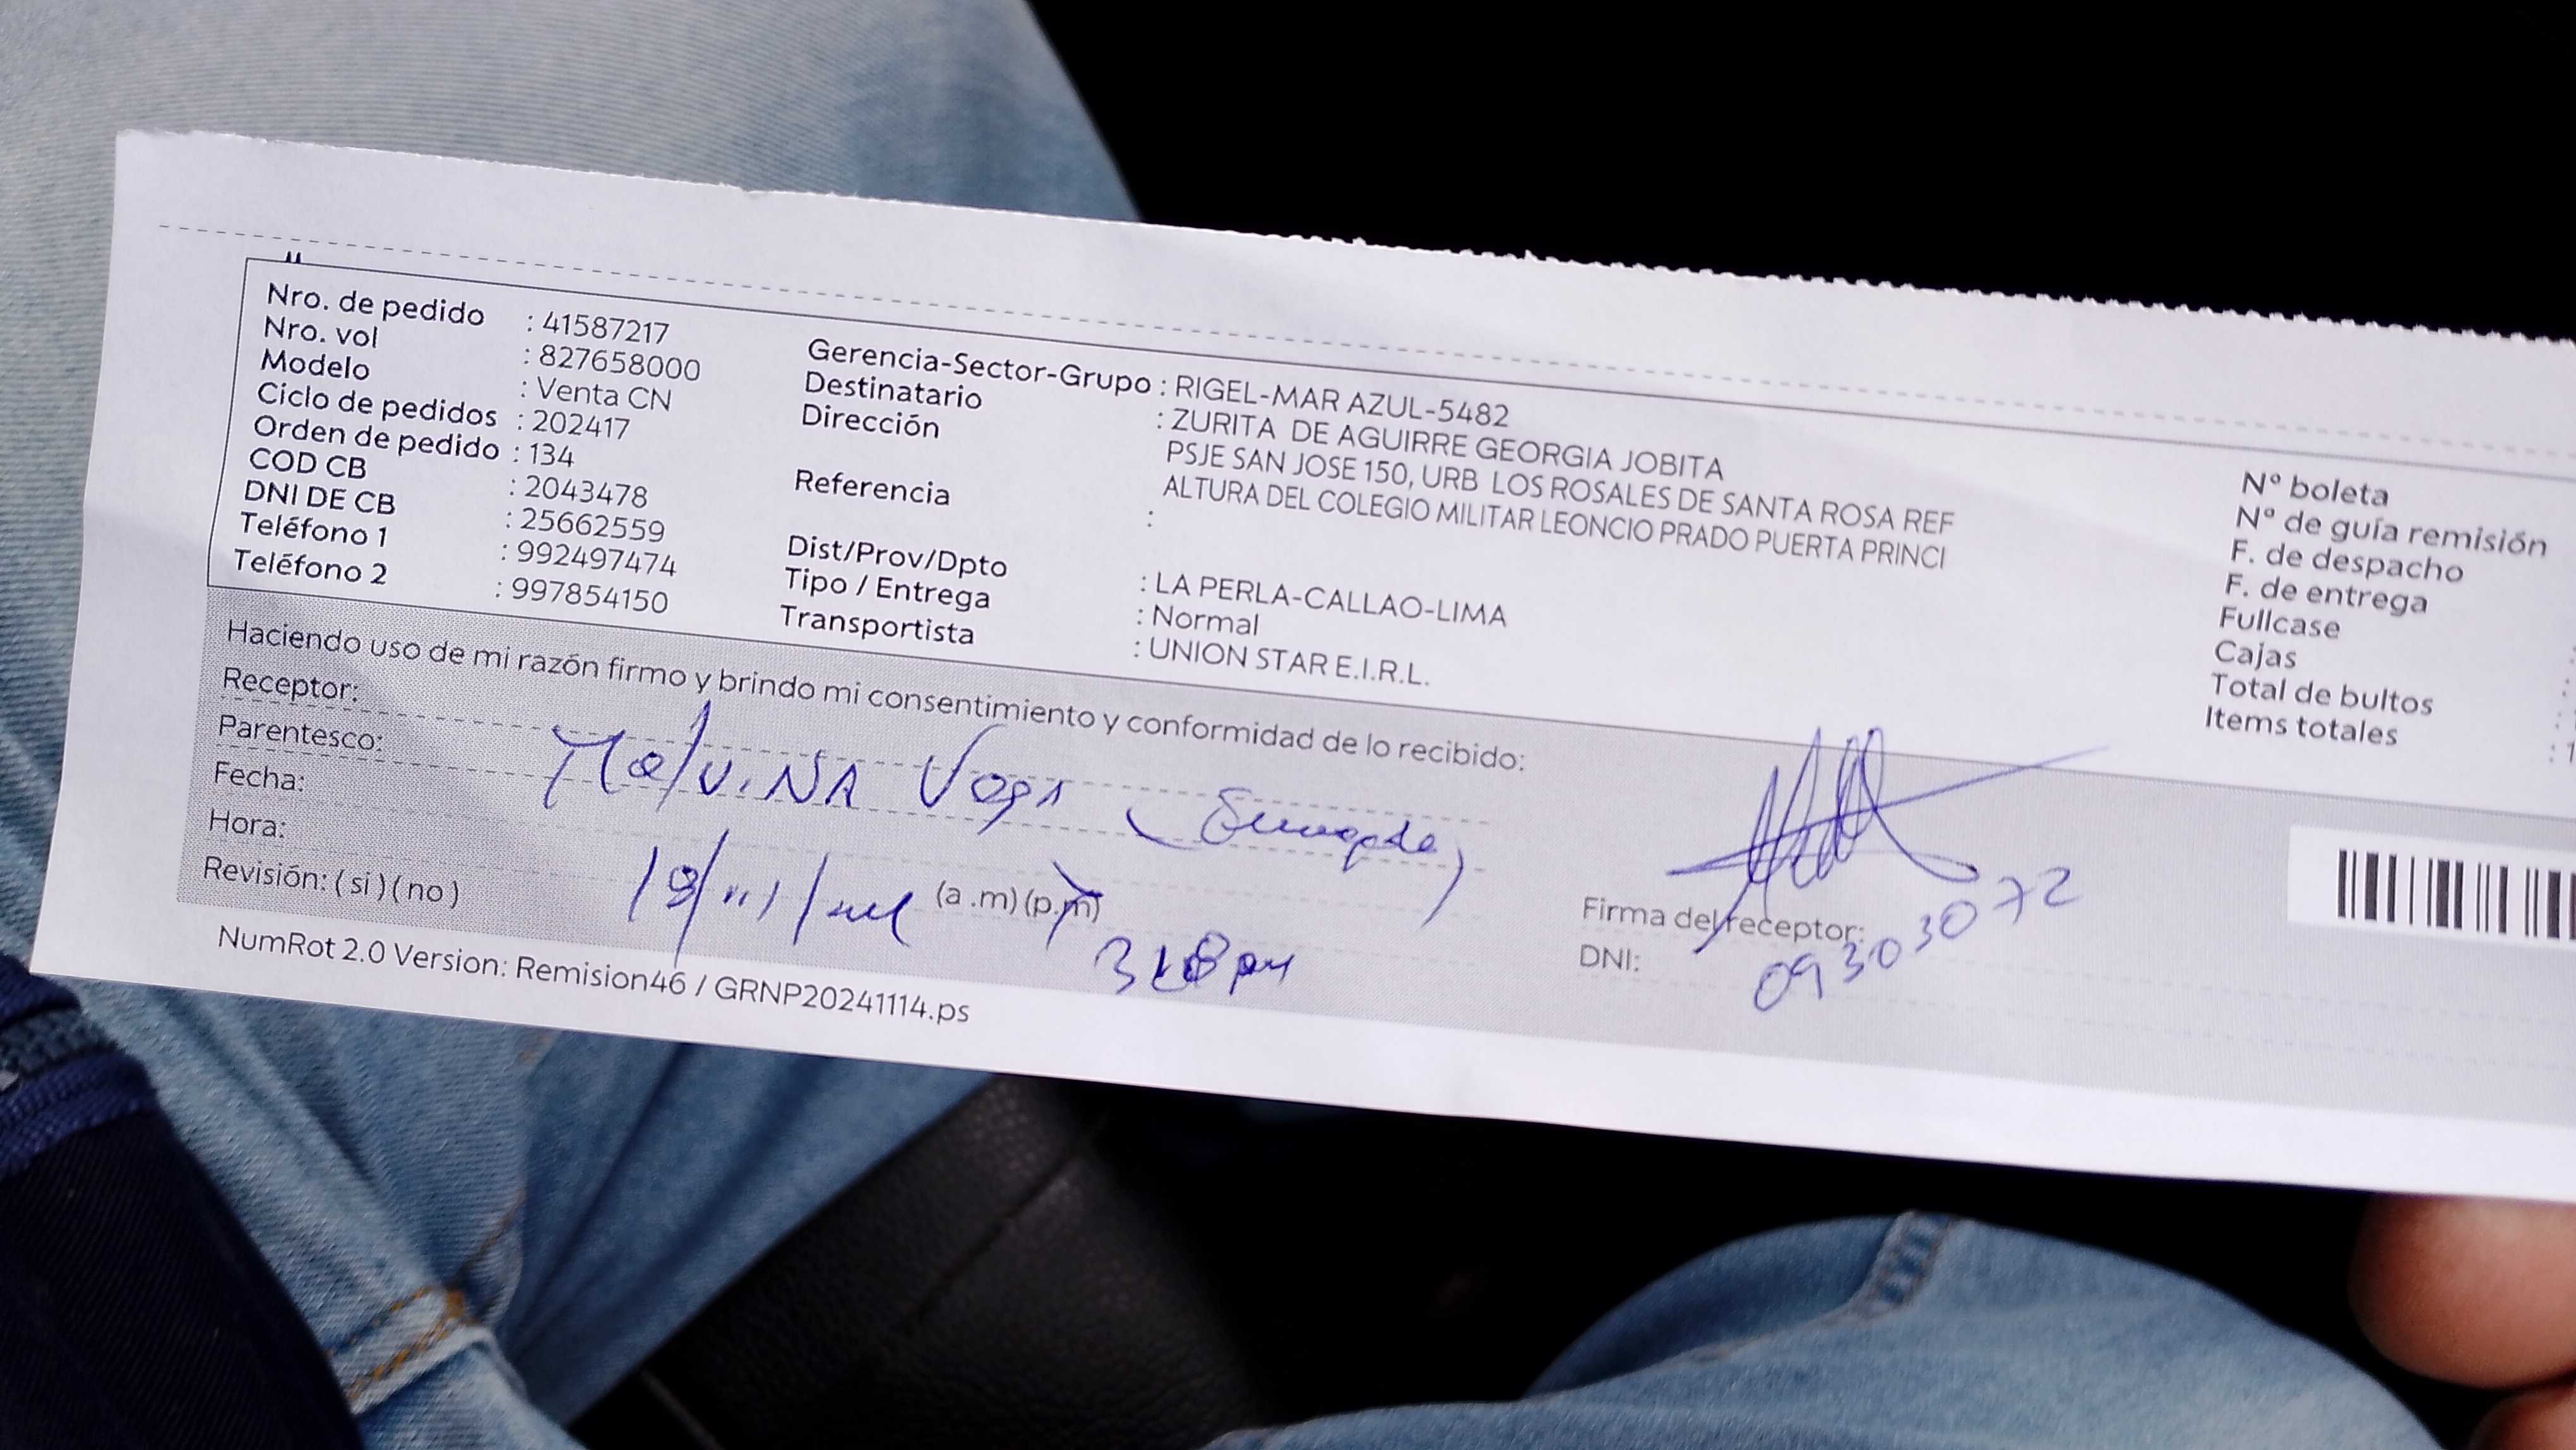 Nro. de pedido : 41587217
Nro. vol : 827658000
Modelo : Venta CN
Ciclo de pedidos : 202417
Orden de pedido : 134
COD CB : 2043478
DNI DE CB : 25662559
Teléfono 1 : 992497474
Teléfono 2 : 997854150
Gerencia-Sector-Grupo : RIGEL-MAR AZUL-5482
Destinatario : ZURITA DE AGUIRRE GEORGIA JOBITA
Dirección PSJE SAN JOSE 150, URB LOS ROSALES DE SANTA ROSA REF
ALTURA DEL COLEGIO MILITAR LEONCIO PRADO PUERTA PRINCI
Referencia :
Dist/Prov/Dpto : LA PERLA-CALLAO-LIMA
Tipo / Entrega : Normal
Transportista : UNION STAR E.I.R.L.
Nº boleta
Nº de guía remisión
F. de despacho
F. de entrega
Fullcase
Cajas
Total de bultos
Items totales : 1
Haciendo uso de mi razón firmo y brindo mi consentimiento y conformidad de lo recibido:
Receptor:
Parentesco: MalviNA
Fecha:
Hora: (a .m) (p.m)
Revisión: ( si ) ( no )
Firma del receptor:
DNI: 09303072
NumRot 2.0 Version: Remision46 / GRNP20241114.ps